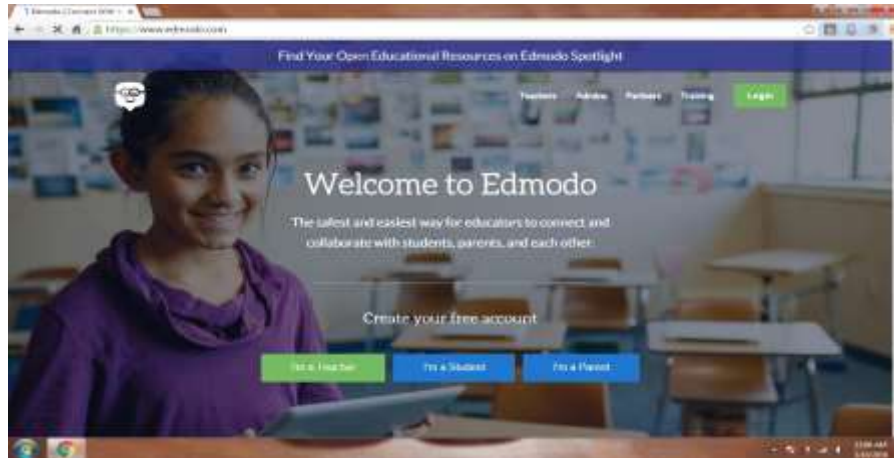 https://www.edmodo.com
Find Your Open Educational Resources on Edmodo Spotlight
Teachers Admins Partners Training Login
Welcome to Edmodo
The safest and easiest way for educators to connect and
collaborate with students, parents, and each other.
Create your free account
I'm a Teacher I'm a Student I'm a Parent